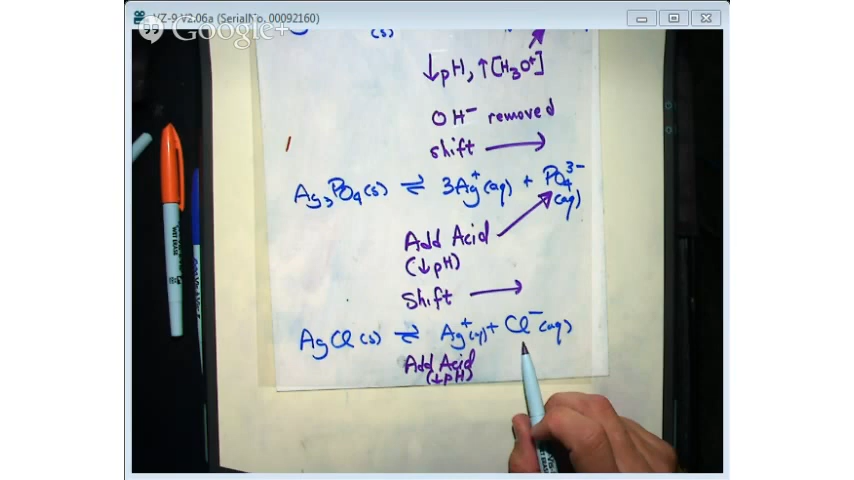 VZ-9 V2.06a (SerialNo. 00092160)
Google+
(s)
↓pH, ↑[H₃O⁺]
OH⁻ removed
shift →
Ag₃PO₄(s) ⇌ 3Ag⁺(aq) + PO₄³⁻(aq)
Add Acid
(↓pH)
Shift →
AgCl(s) ⇌ Ag⁺(aq) + Cl⁻(aq)
Add Acid
(↓pH)